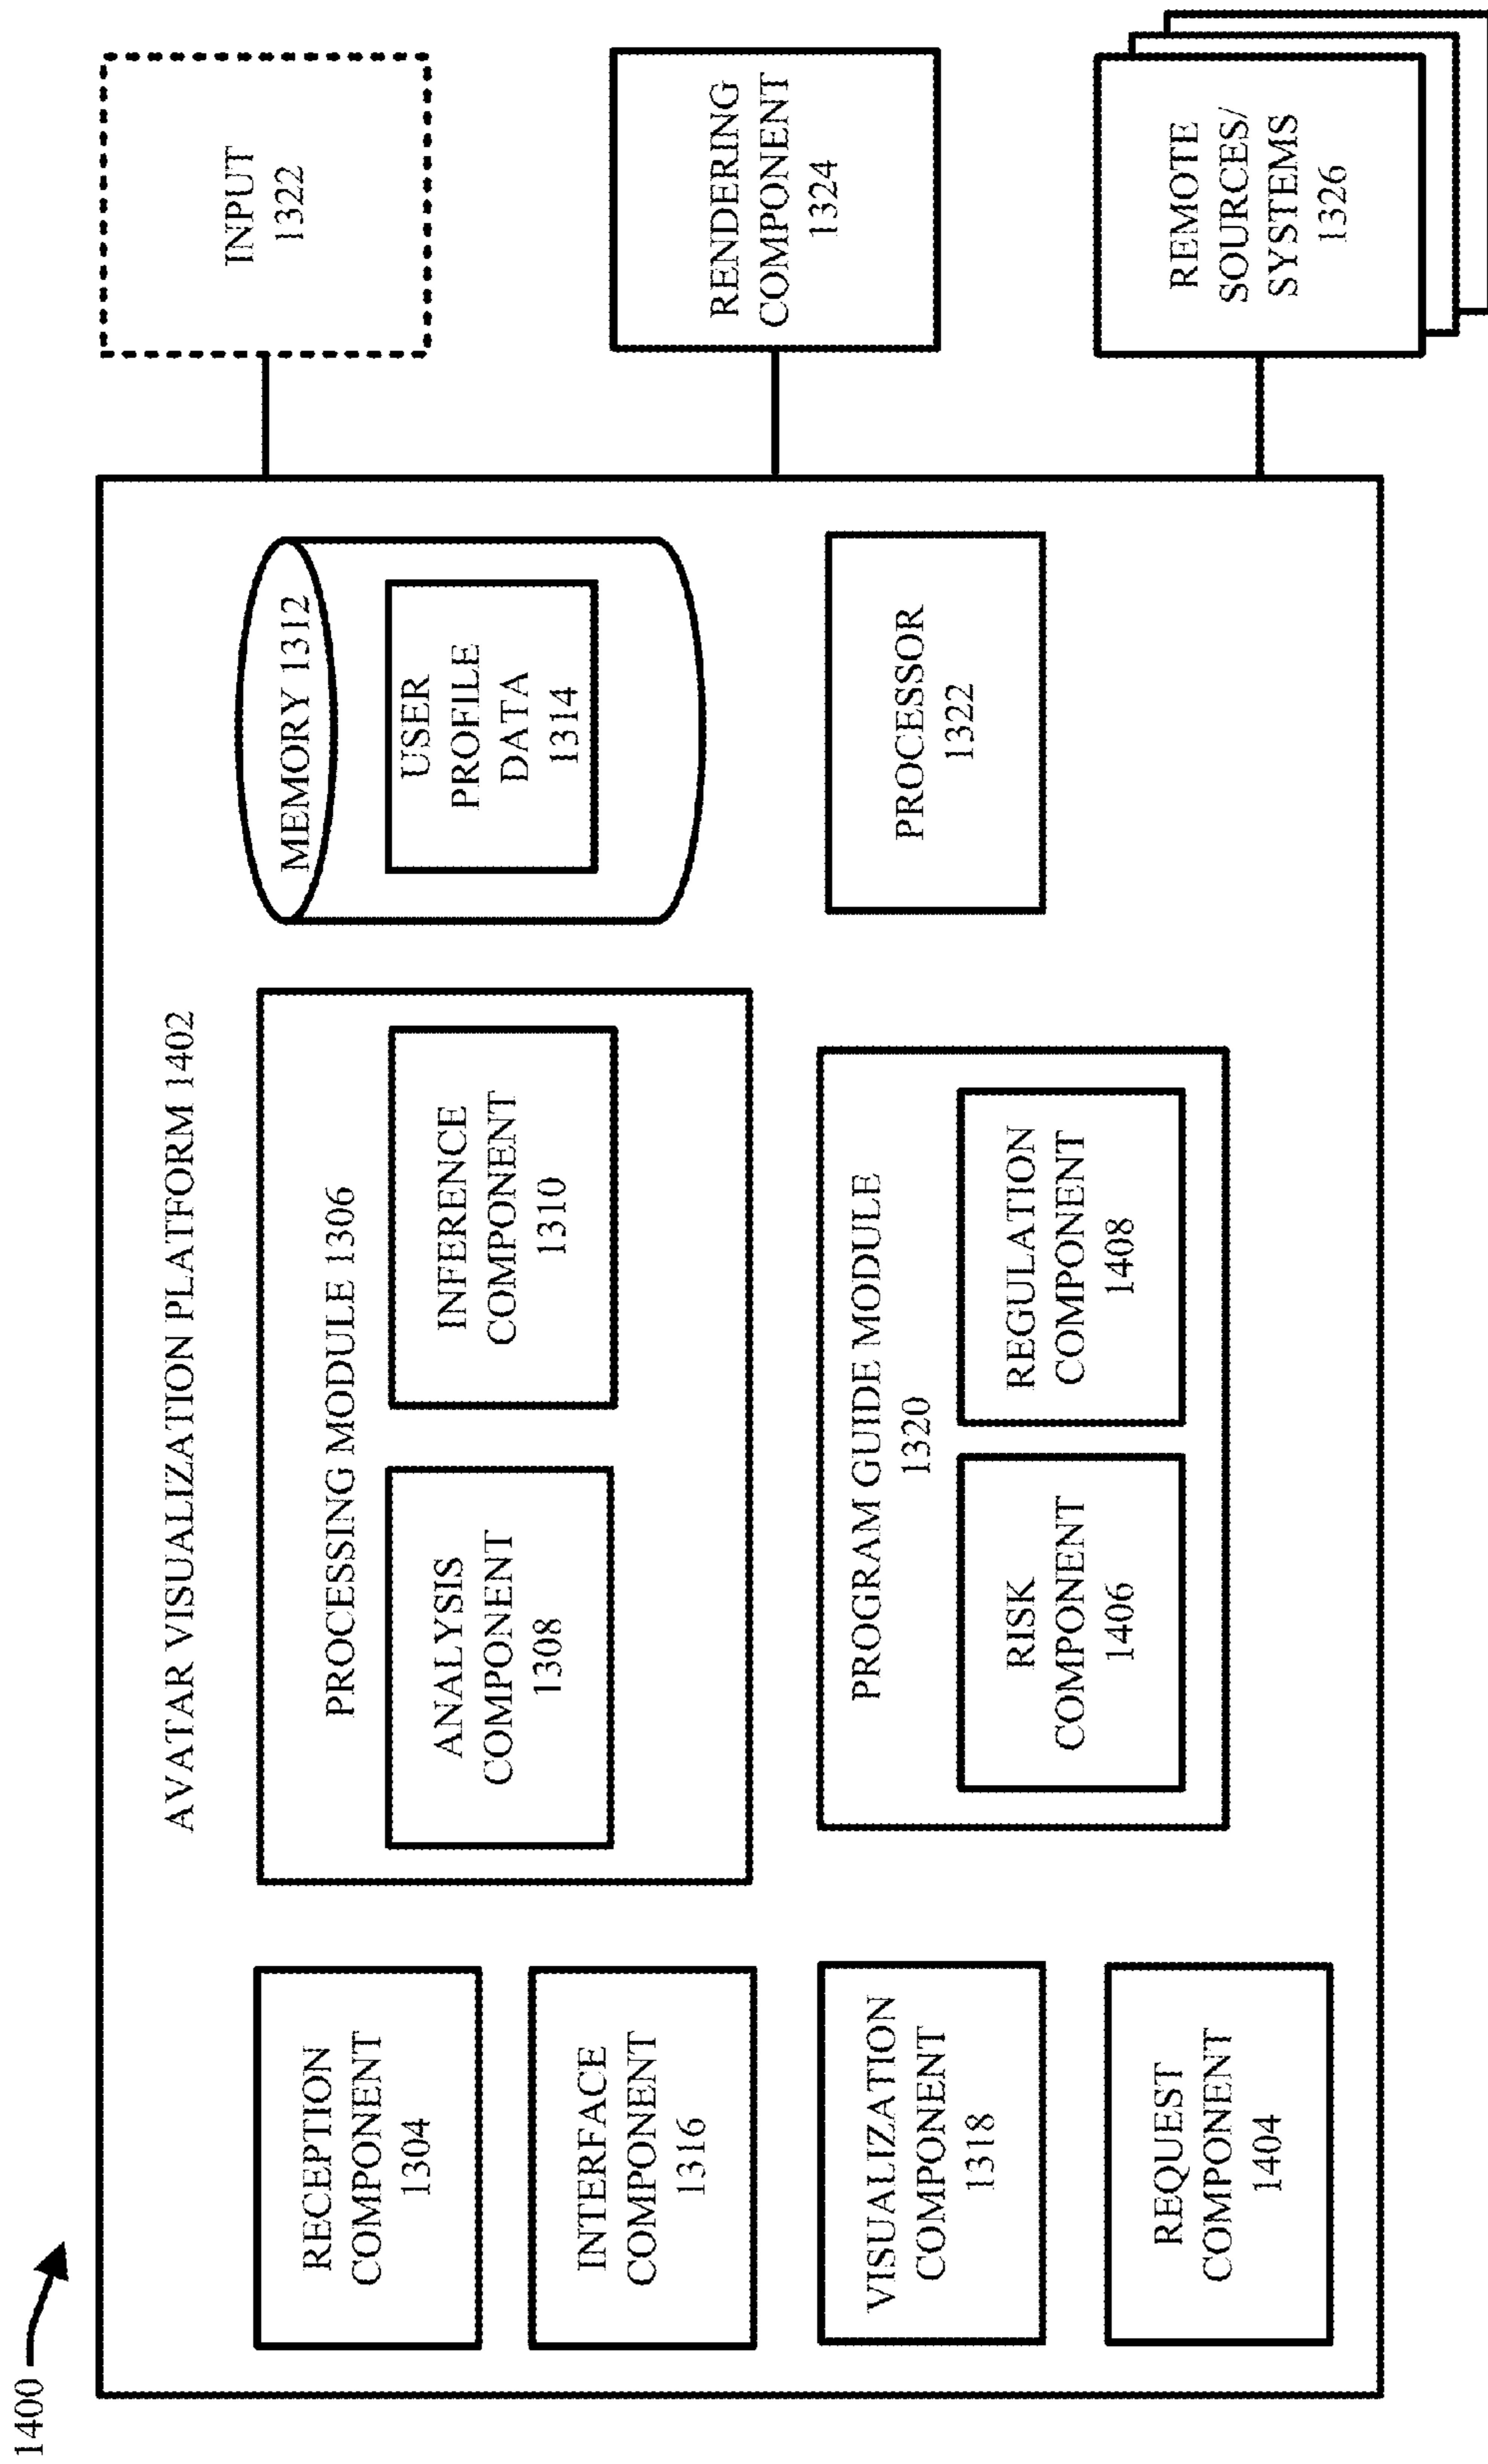 1400
AVATAR VISUALIZATION PLATFORM 1402
RECEPTION
COMPONENT
1304
INTERFACE
COMPONENT
1316
VISUALIZATION
COMPONENT
1318
REQUEST
COMPONENT
1404
PROCESSING MODULE 1306
ANALYSIS
COMPONENT
1308
INFERENCE
COMPONENT
1310
PROGRAM GUIDE MODULE
1320
RISK
COMPONENT
1406
REGULATION
COMPONENT
1408
MEMORY 1312
USER
PROFILE
DATA
1314
PROCESSOR
1322
INPUT
1322
RENDERING
COMPONENT
1324
REMOTE
SOURCES/
SYSTEMS
1326